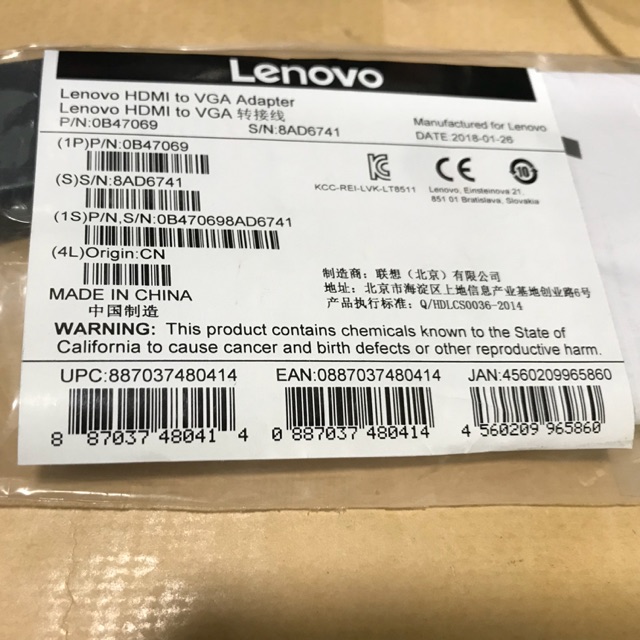 Lenovo
Lenovo HDMI to VGA Adapter
Lenovo HDMI to VGA 转接线
P/N:0B47069 S/N:8AD6741
Manufactured for Lenovo
DATE:2018-01-26
(1P)P/N:0B47069
(S)S/N:8AD6741
(1S)P/N,S/N:0B470698AD6741
(4L)Origin:CN
MADE IN CHINA
中国制造
KCC-REI-LVK-LT8511
CE
10
Lenovo, Einsteinova 21,
851 01 Bratislava, Slovakia
制造商：联想（北京）有限公司
地址：北京市海淀区上地信息产业基地创业路6号
产品执行标准：Q/HDLCS0036-2014
WARNING: This product contains chemicals known to the State of
California to cause cancer and birth defects or other reproductive harm.
UPC:887037480414 EAN:0887037480414 JAN:4560209965860
8 87037 48041 4 0 887037 480414 4 560209 965860